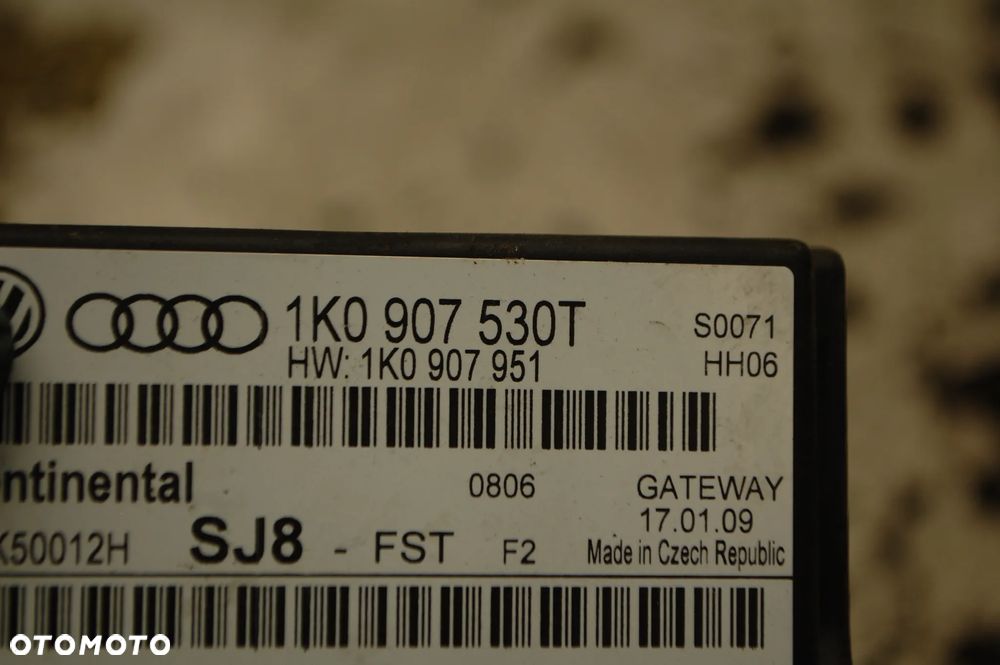 1K0 907 530T S0071
HW: 1K0 907 951 HH06
ntinental 0806 GATEWAY
17.01.09
K50012H SJ8 - FST F2 Made in Czech Republic
OTOMOTO